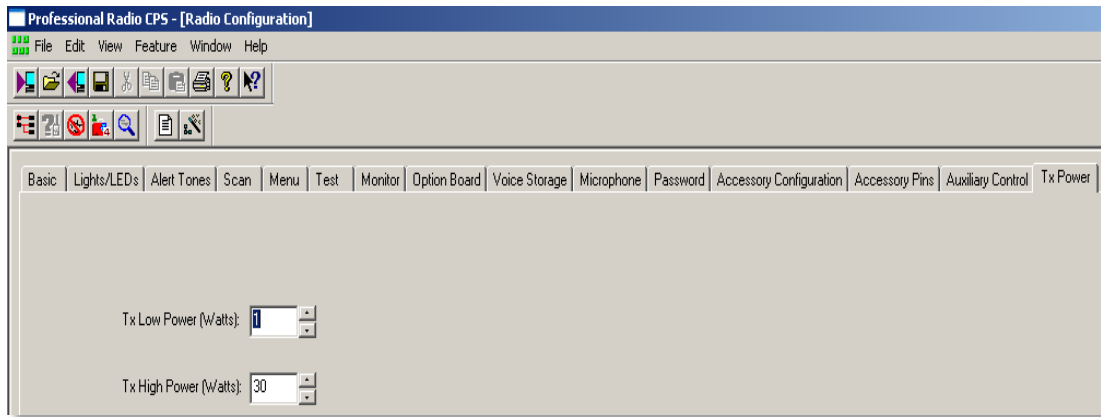 Professional Radio CPS - [Radio Configuration]
File Edit View Feature Window Help
Basic Lights/LEDs Alert Tones Scan Menu Test Monitor Option Board Voice Storage Microphone Password Accessory Configuration Accessory Pins Auxiliary Control Tx Power
Tx Low Power (Watts): 1
Tx High Power (Watts): 30